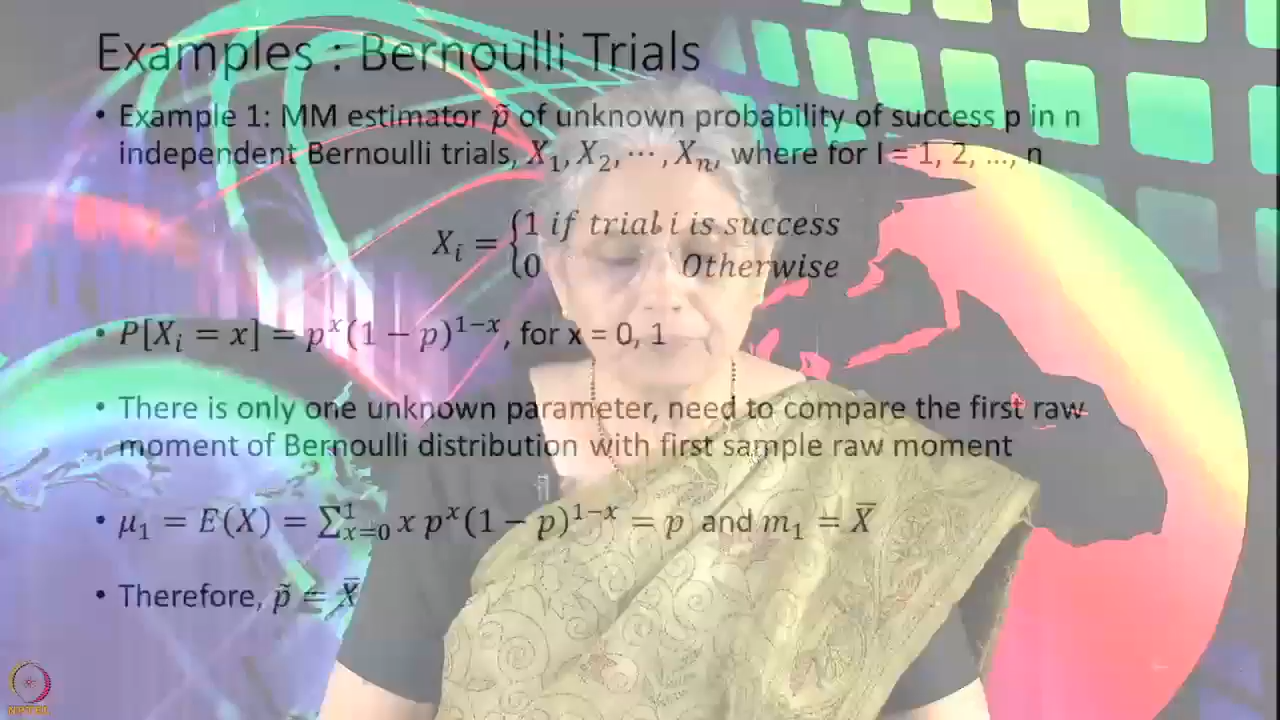 Examples : Bernoulli Trials
• Example 1: MM estimator p̃ of unknown probability of success p in n
independent Bernoulli trials, X₁, X₂, ⋯, Xₙ, where for I = 1, 2, ..., n
Xᵢ = {1 if trial i is success
{0 Otherwise
• P[Xᵢ = x] = pˣ(1 − p)¹⁻ˣ, for x = 0, 1
• There is only one unknown parameter, need to compare the first raw
moment of Bernoulli distribution with first sample raw moment
• μ₁ = E(X) = ∑¹ₓ₌₀ x pˣ(1 − p)¹⁻ˣ = p and m₁ = X̅
• Therefore, p̃ = X̅
NPTEL